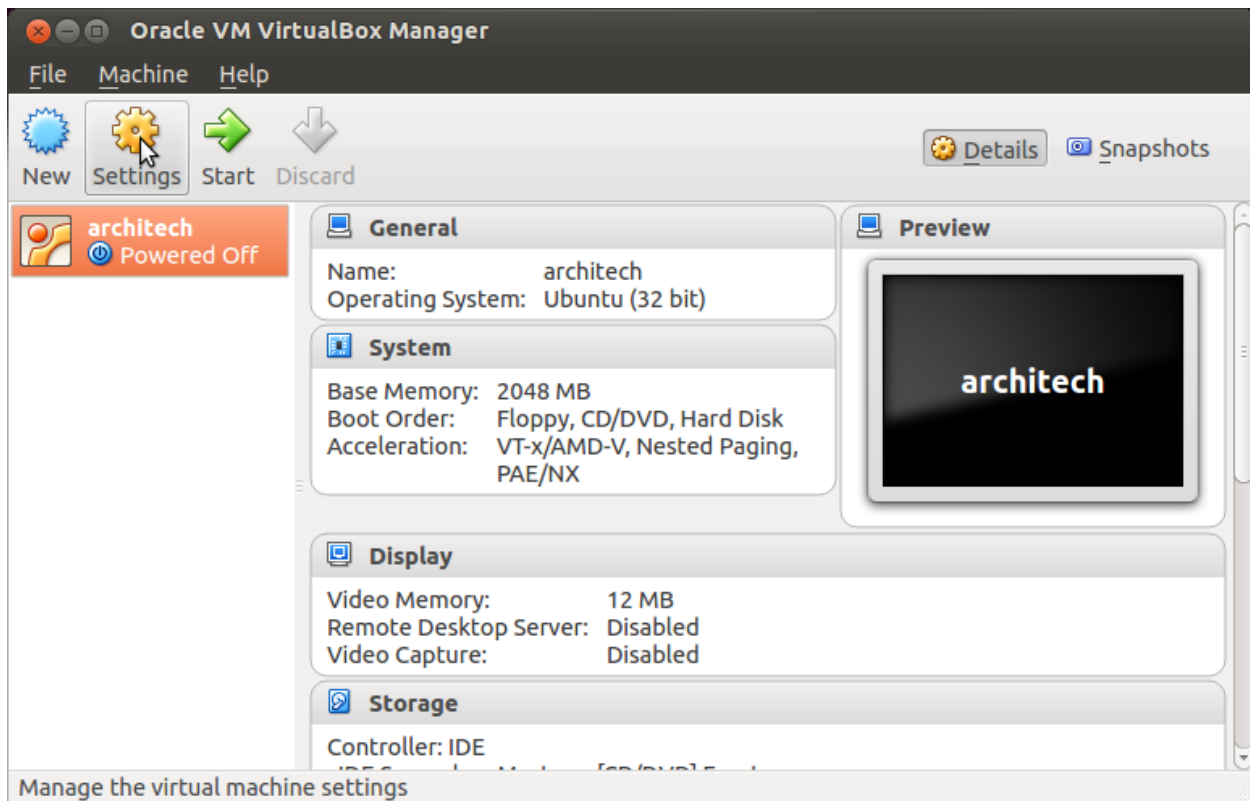 Oracle VM VirtualBox Manager
File Machine Help
New Settings Start Discard
Details Snapshots
architech
Powered Off
General
Name: architech
Operating System: Ubuntu (32 bit)
Preview
architech
System
Base Memory: 2048 MB
Boot Order: Floppy, CD/DVD, Hard Disk
Acceleration: VT-x/AMD-V, Nested Paging,
PAE/NX
Display
Video Memory: 12 MB
Remote Desktop Server: Disabled
Video Capture: Disabled
Storage
Controller: IDE
Manage the virtual machine settings